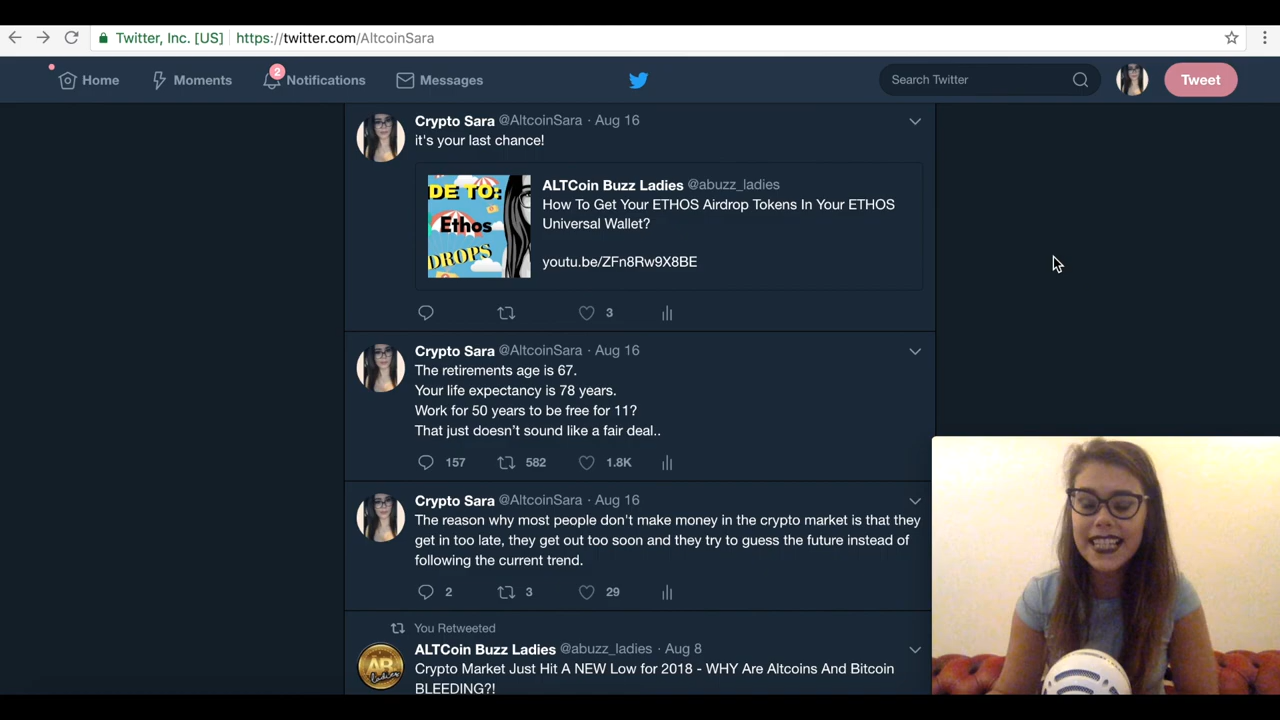 Twitter, Inc. [US] https://twitter.com/AltcoinSara
Home Moments 2 Notifications Messages Search Twitter Tweet
Crypto Sara @AltcoinSara · Aug 16
it's your last chance!
DE TO:
Ethos
DROPS
ALTCoin Buzz Ladies @abuzz_ladies
How To Get Your ETHOS Airdrop Tokens In Your ETHOS
Universal Wallet?
youtu.be/ZFn8Rw9X8BE
3
Crypto Sara @AltcoinSara · Aug 16
The retirements age is 67.
Your life expectancy is 78 years.
Work for 50 years to be free for 11?
That just doesn’t sound like a fair deal..
157 582 1.8K
Crypto Sara @AltcoinSara · Aug 16
The reason why most people don't make money in the crypto market is that they
get in too late, they get out too soon and they try to guess the future instead of
following the current trend.
2 3 29
You Retweeted
AB
Ladies
ALTCoin Buzz Ladies @abuzz_ladies · Aug 8
Crypto Market Just Hit A NEW Low for 2018 - WHY Are Altcoins And Bitcoin
BLEEDING?!